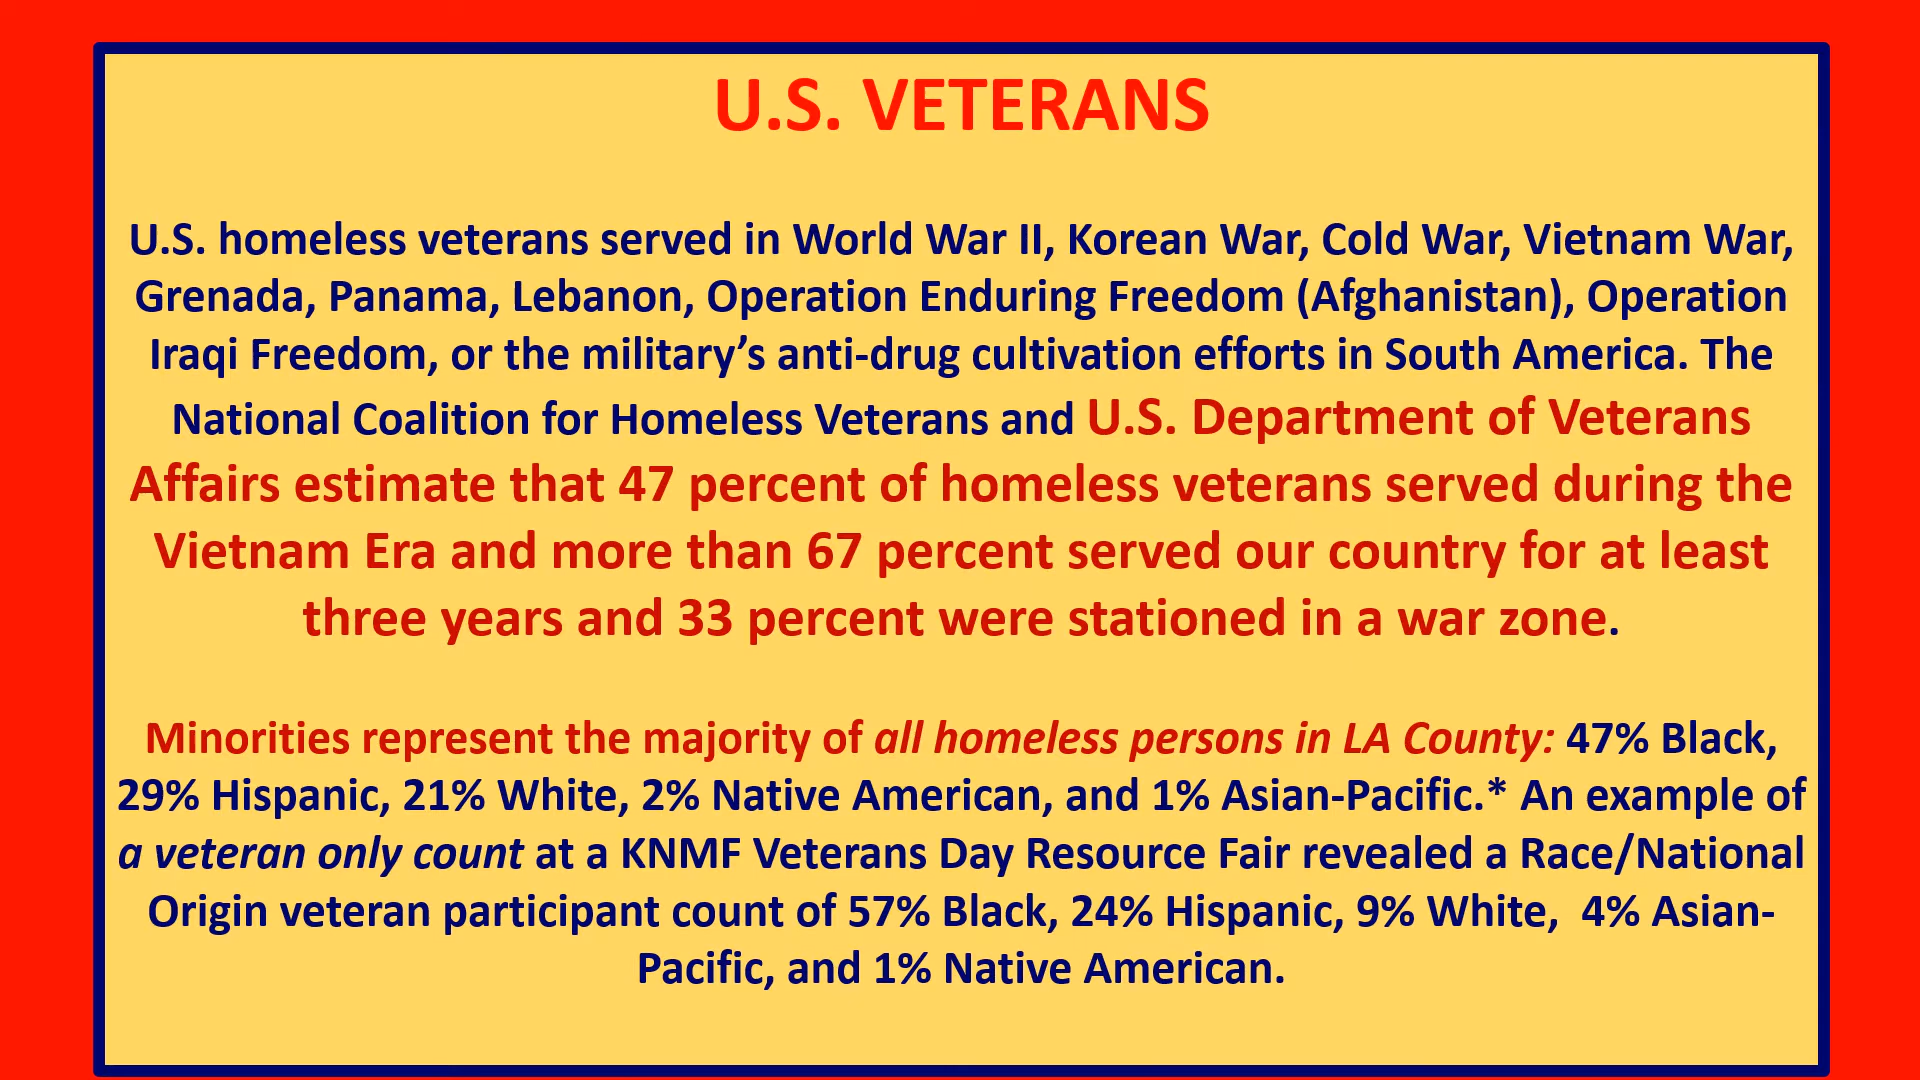 U.S. VETERANS
U.S. homeless veterans served in World War II, Korean War, Cold War, Vietnam War,
Grenada, Panama, Lebanon, Operation Enduring Freedom (Afghanistan), Operation
Iraqi Freedom, or the military’s anti-drug cultivation efforts in South America. The
National Coalition for Homeless Veterans and U.S. Department of Veterans
Affairs estimate that 47 percent of homeless veterans served during the
Vietnam Era and more than 67 percent served our country for at least
three years and 33 percent were stationed in a war zone.
Minorities represent the majority of all homeless persons in LA County: 47% Black,
29% Hispanic, 21% White, 2% Native American, and 1% Asian-Pacific.* An example of
a veteran only count at a KNMF Veterans Day Resource Fair revealed a Race/National
Origin veteran participant count of 57% Black, 24% Hispanic, 9% White,  4% Asian-
Pacific, and 1% Native American.